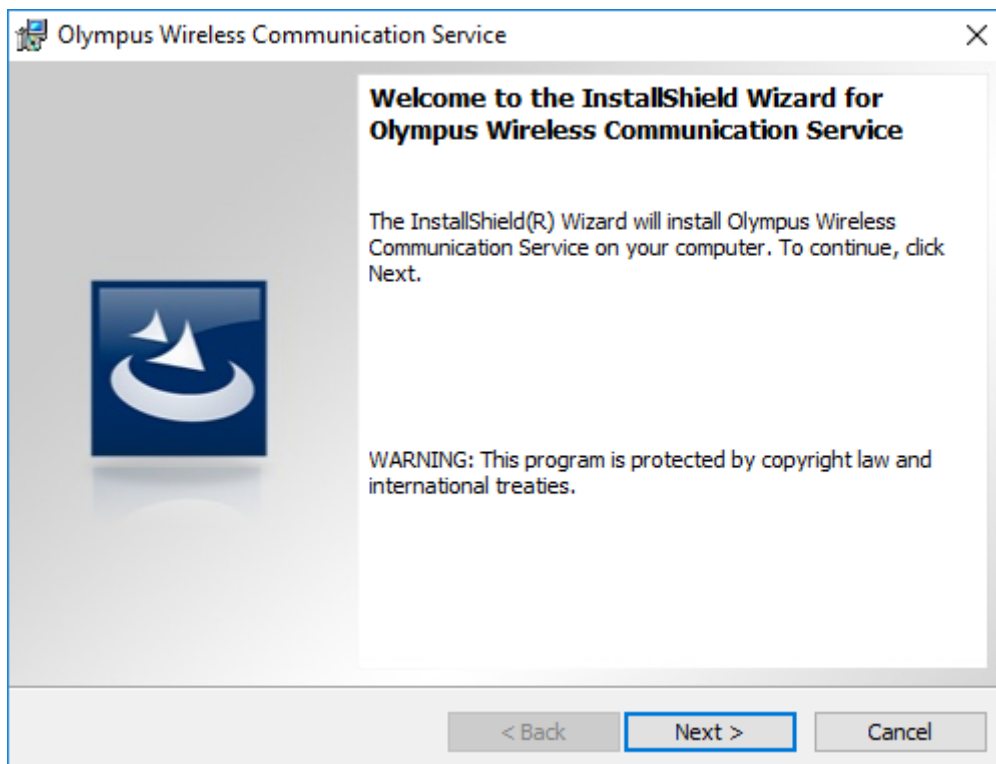 Olympus Wireless Communication Service
Welcome to the InstallShield Wizard for
Olympus Wireless Communication Service
The InstallShield(R) Wizard will install Olympus Wireless
Communication Service on your computer. To continue, click
Next.
WARNING: This program is protected by copyright law and
international treaties.
< Back
Next >
Cancel